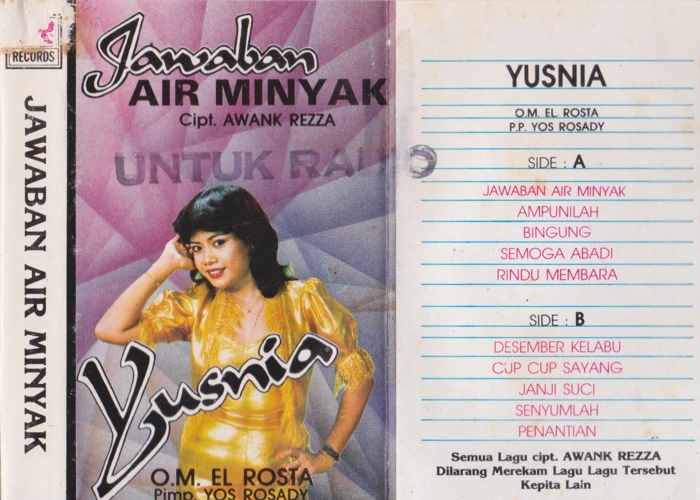 RECORDS
JAWABAN AIR MINYAK
Jawaban
AIR MINYAK
Cipt. AWANK REZZA
UNTUK RADIO
Yusnia
O.M. EL ROSTA
Pimp. YOS ROSADY
YUSNIA
O.M. EL ROSTA
P.P. YOS ROSADY
SIDE : A
JAWABAN AIR MINYAK
AMPUNILAH
BINGUNG
SEMOGA ABADI
RINDU MEMBARA
SIDE : B
DESEMBER KELABU
CUP CUP SAYANG
JANJI SUCI
SENYUMLAH
PENANTIAN
Semua Lagu cipt. AWANK REZZA
Dilarang Merekam Lagu Lagu Tersebut
Kepita Lain